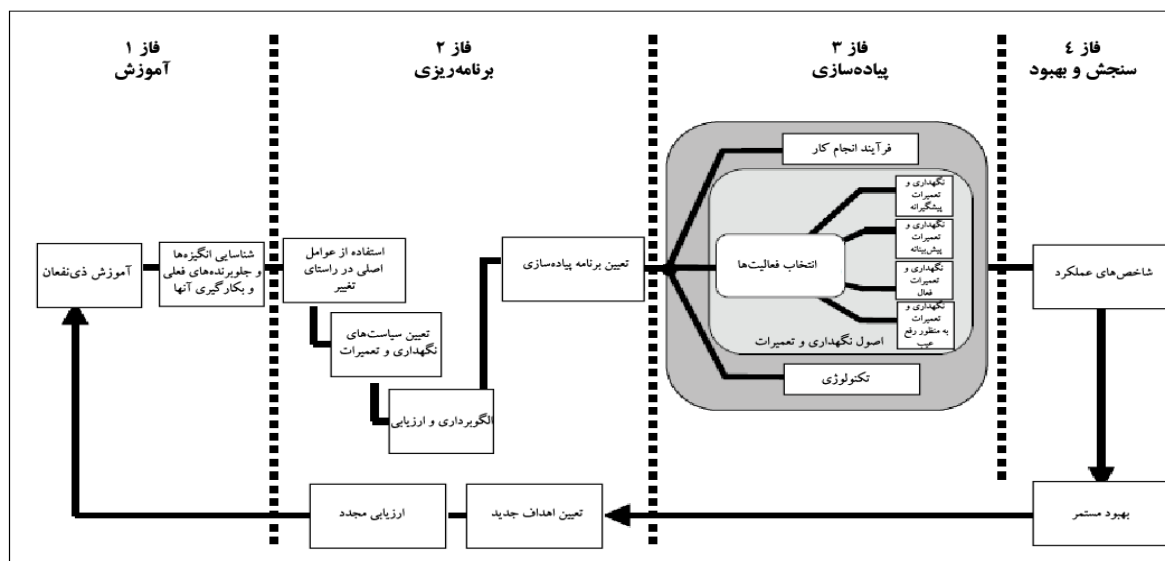 فاز ۱
آموزش
فاز ۲
برنامه‌ریزی
فاز ۳
پیاده‌سازی
فاز ٤
سنجش و بهبود
آموزش ذی‌نفعان
شناسایی انگیزه‌ها
و جلوبرنده‌های فعلی
و بکارگیری آنها
استفاده از عوامل
اصلی در راستای
تغییر
تعیین سیاست‌های
نگهداری و تعمیرات
الگوبرداری و ارزیابی
تعیین برنامه پیاده‌سازی
فرآیند انجام کار
انتخاب فعالیت‌ها
نگهداری و
تعمیرات
پیشگیرانه
نگهداری و
تعمیرات
پیش‌بینانه
نگهداری و
تعمیرات
فعال
نگهداری و
تعمیرات
به منظور رفع
عیب
اصول نگهداری و تعمیرات
تکنولوژی
شاخص‌های عملکرد
بهبود مستمر
تعیین اهداف جدید
ارزیابی مجدد